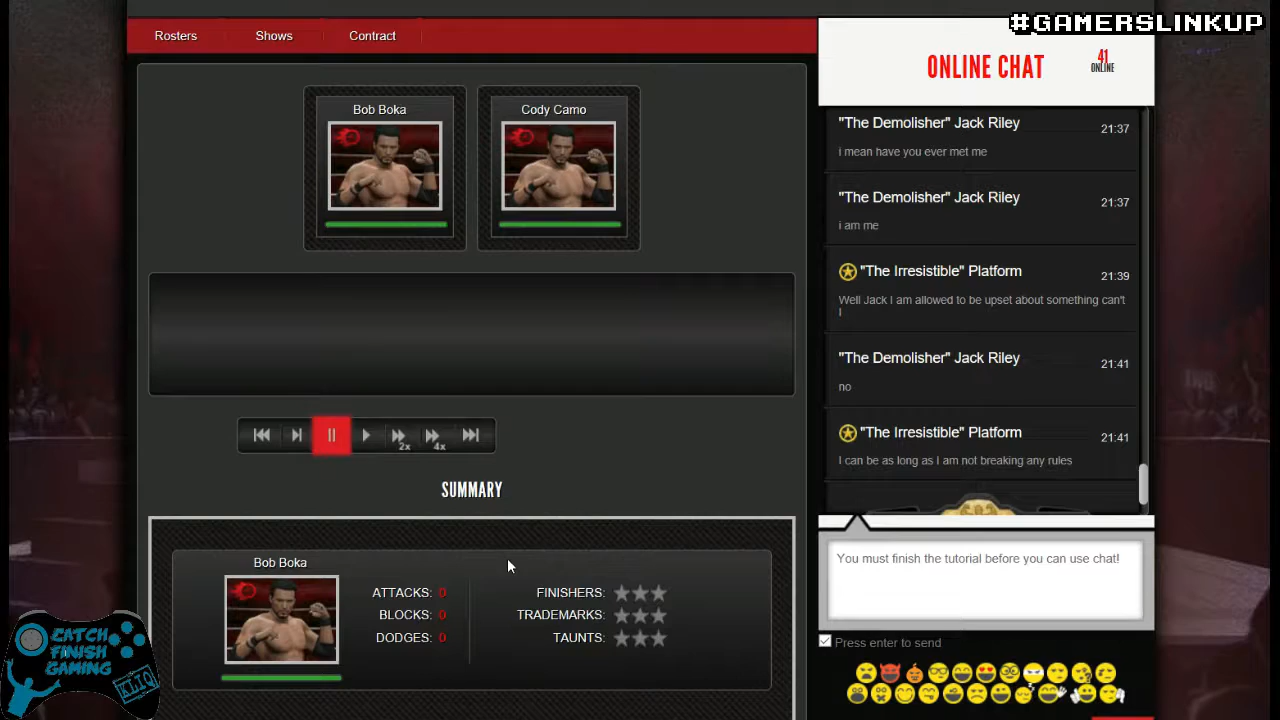 #GAMERSLINKUP
Rosters
Shows
Contract
ONLINE CHAT
41
ONLINE
Bob Boka
Cody Camo
"The Demolisher" Jack Riley
21:37
i mean have you ever met me
"The Demolisher" Jack Riley
21:37
i am me
"The Irresistible" Platform
21:39
Well Jack I am allowed to be upset about something can't
I
"The Demolisher" Jack Riley
21:41
no
"The Irresistible" Platform
21:41
I can be as long as I am not breaking any rules
2x
4x
SUMMARY
Bob Boka
ATTACKS: 0
BLOCKS: 0
DODGES: 0
FINISHERS:
TRADEMARKS:
TAUNTS:
You must finish the tutorial before you can use chat!
Press enter to send
CATCH
FINISH
GAMING
KLIQ